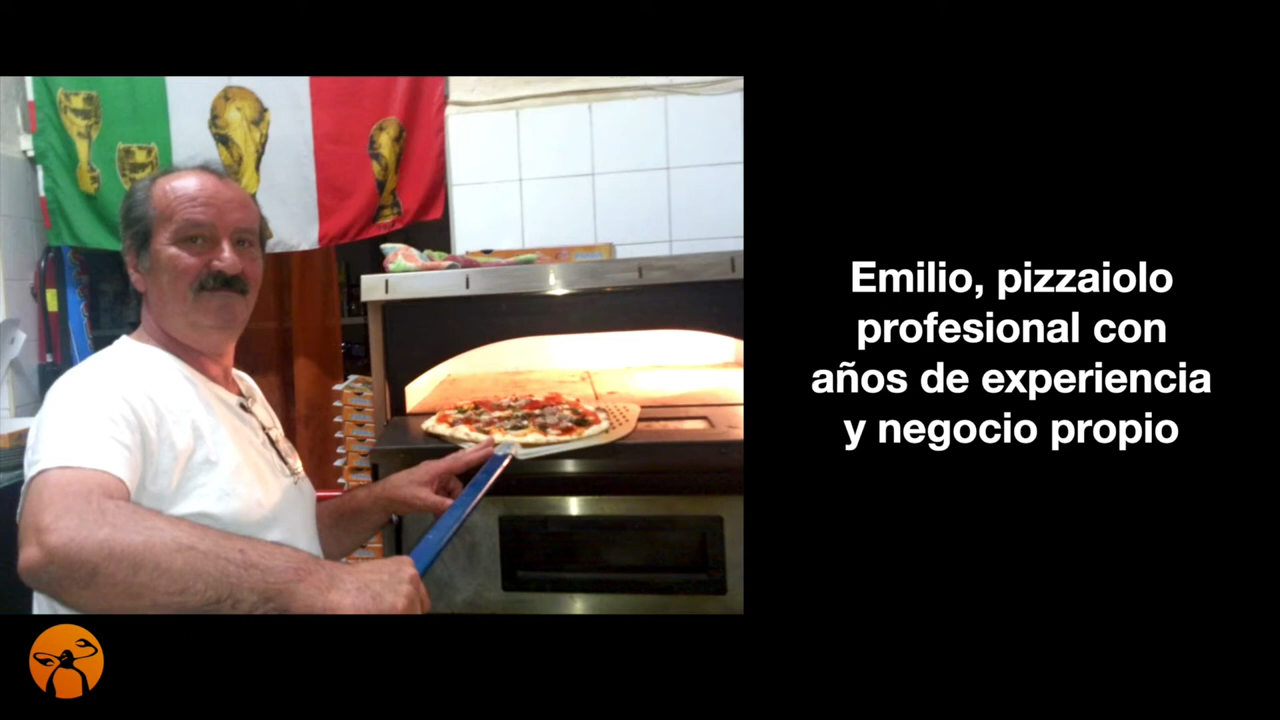 Emilio, pizzaiolo
profesional con
años de experiencia
y negocio propio